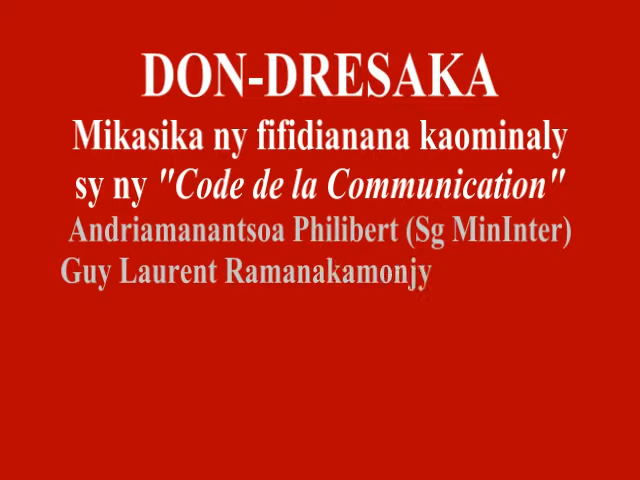 DON-DRESAKA
Mikasika ny fifidianana kaominaly
sy ny "Code de la Communication"
Andriamanantsoa Philibert (Sg MinInter)
Guy Laurent Ramanakamonjy